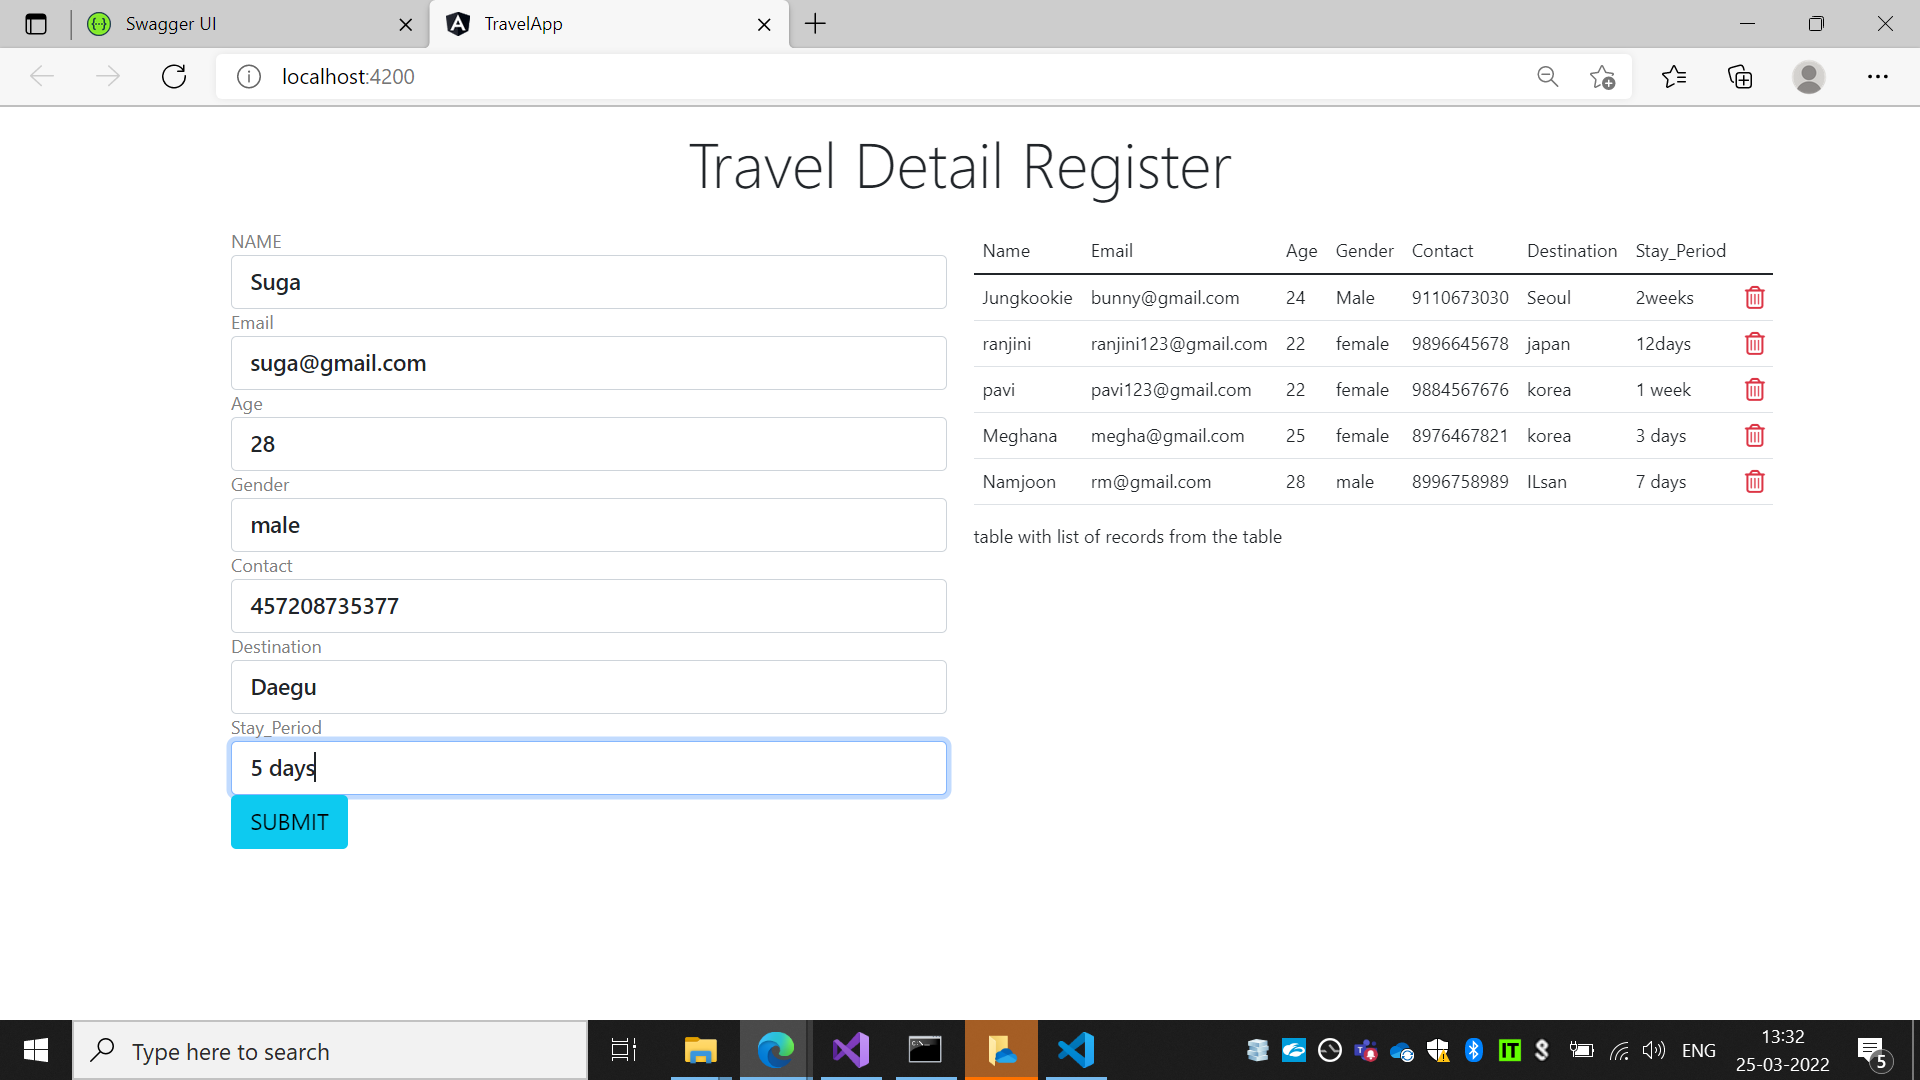 Swagger UI
TravelApp
localhost:4200
Travel Detail Register
NAME
Suga
Email
suga@gmail.com
Age
28
Gender
male
Contact
457208735377
Destination
Daegu
Stay_Period
5 days
SUBMIT
Name Email Age Gender Contact Destination Stay_Period
Jungkookie bunny@gmail.com 24 Male 9110673030 Seoul 2weeks
ranjini ranjini123@gmail.com 22 female 9896645678 japan 12days
pavi pavi123@gmail.com 22 female 9884567676 korea 1 week
Meghana megha@gmail.com 25 female 8976467821 korea 3 days
Namjoon rm@gmail.com 28 male 8996758989 ILsan 7 days
table with list of records from the table
Type here to search
IT
ENG
13:32
25-03-2022
5